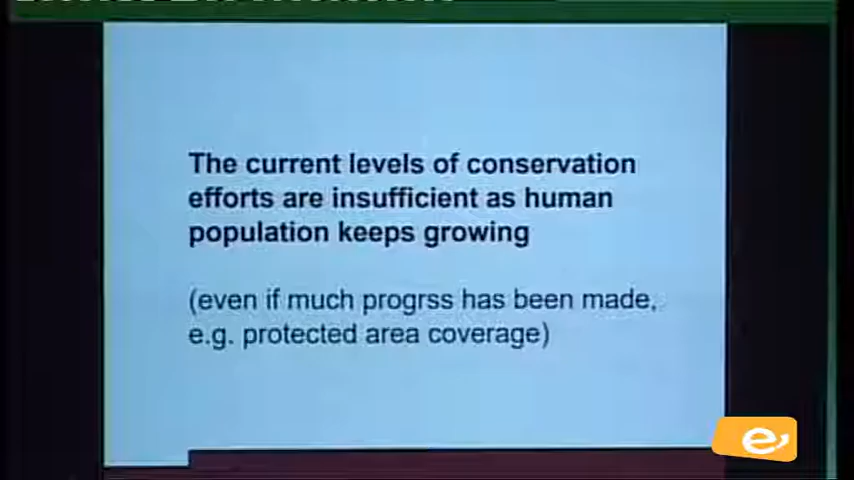 The current levels of conservation
efforts are insufficient as human
population keeps growing
(even if much progrss has been made,
e.g. protected area coverage)
e